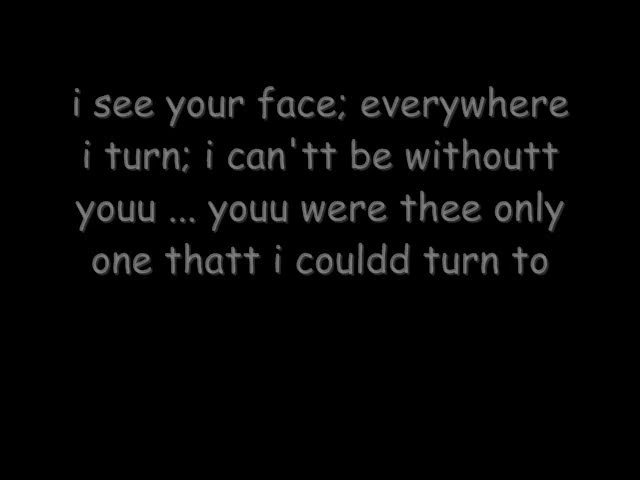 i see your face; everywhere
i turn; i can'tt be withoutt
youu ... youu were thee only
one thatt i couldd turn to